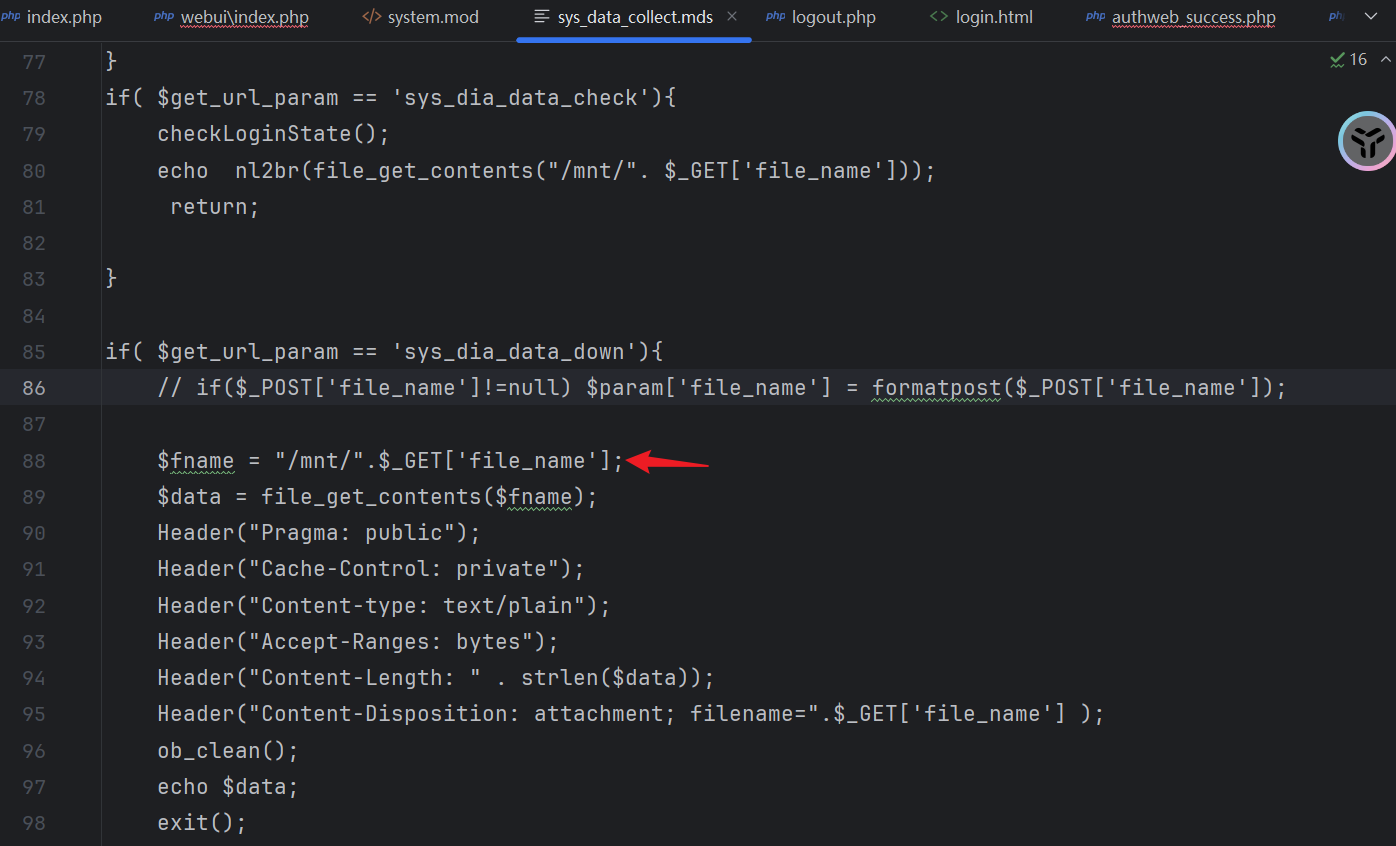 php index.php php webui\index.php </> system.mod sys_data_collect.mds × php logout.php <> login.html php authweb_success.php ph
16
77 }
78 if( $get_url_param == 'sys_dia_data_check'){
79 checkLoginState();
80 echo  nl2br(file_get_contents("/mnt/". $_GET['file_name']));
81 return;
82
83 }
84
85 if( $get_url_param == 'sys_dia_data_down'){
86 // if($_POST['file_name']!=null) $param['file_name'] = formatpost($_POST['file_name']);
87
88 $fname = "/mnt/".$_GET['file_name'];
89 $data = file_get_contents($fname);
90 Header("Pragma: public");
91 Header("Cache-Control: private");
92 Header("Content-type: text/plain");
93 Header("Accept-Ranges: bytes");
94 Header("Content-Length: " . strlen($data));
95 Header("Content-Disposition: attachment; filename=".$_GET['file_name'] );
96 ob_clean();
97 echo $data;
98 exit();